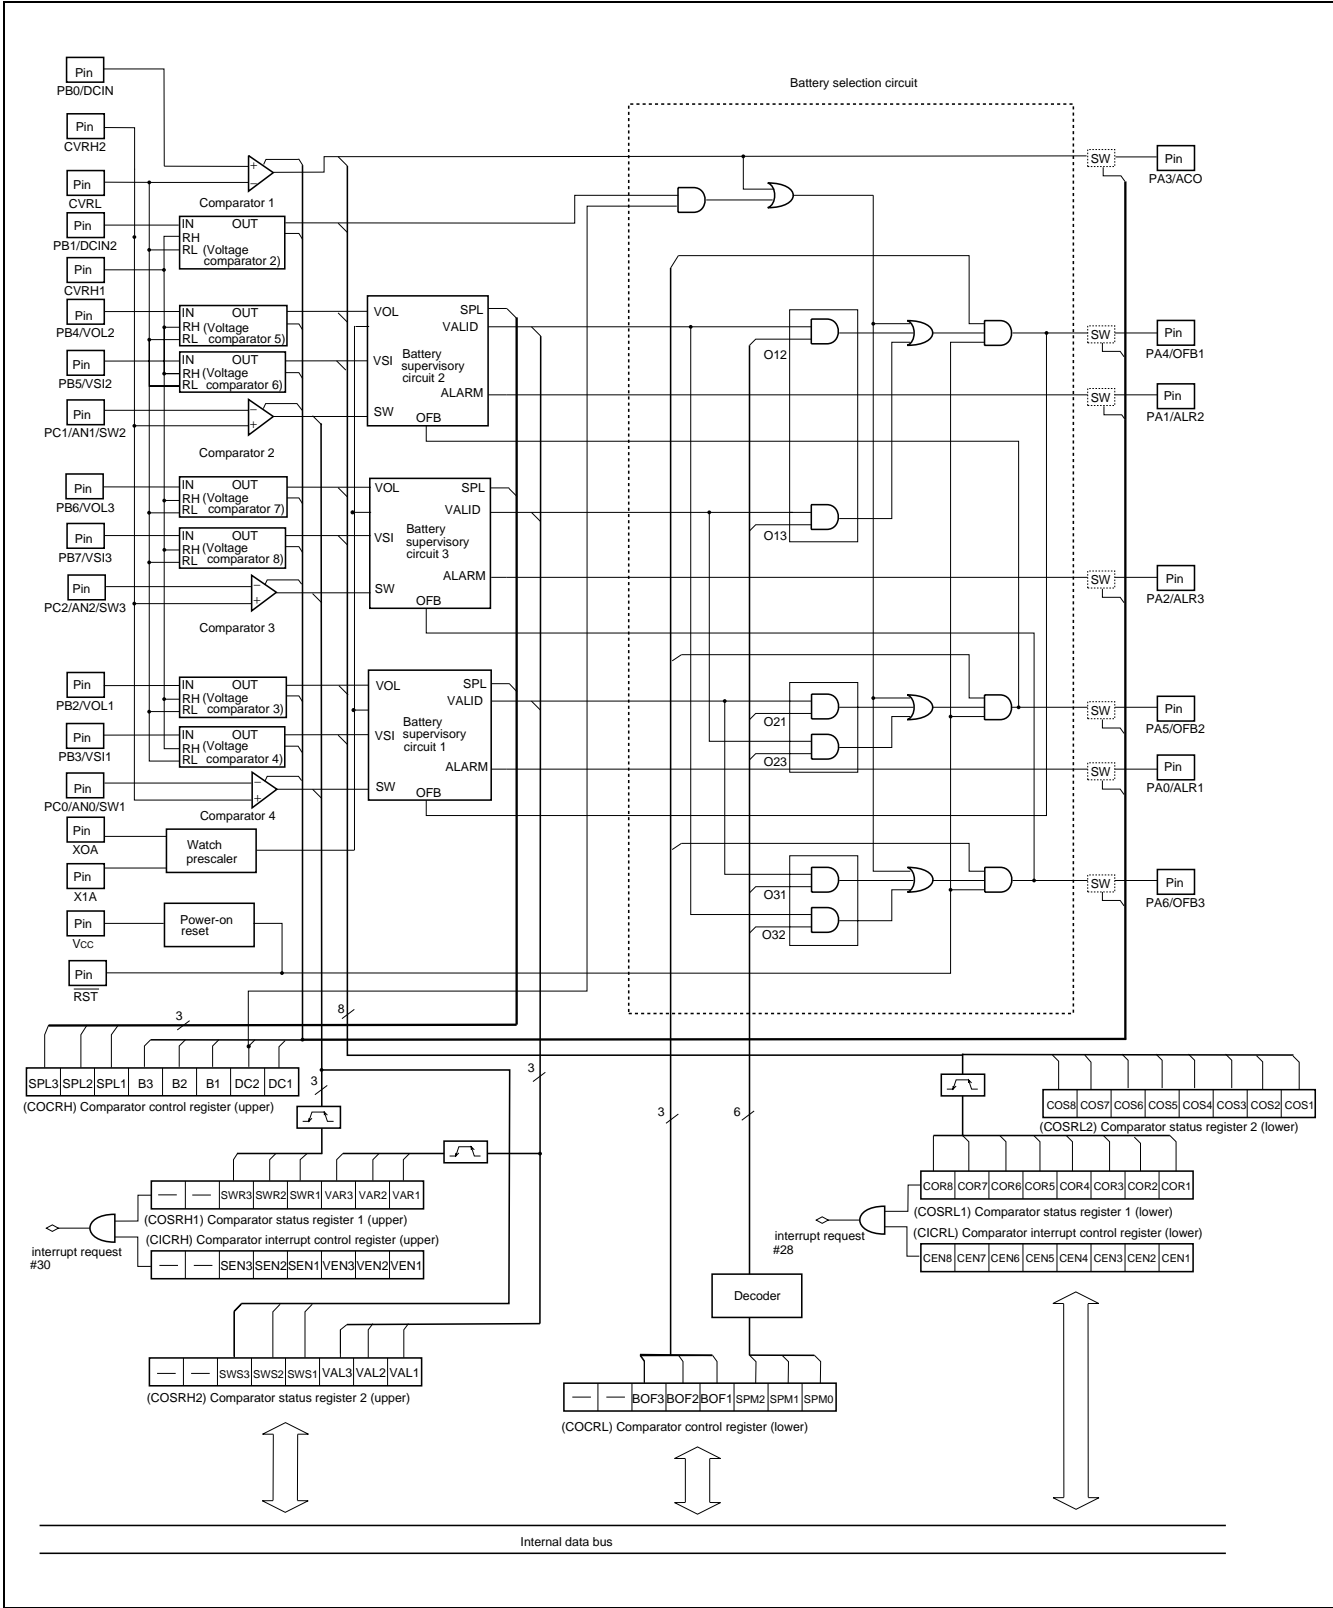 Pin
PB0/DCIN
Battery selection circuit
Pin
CVRH2
+
−
Comparator 1
SW
Pin
PA3/ACO
Pin
CVRL
Pin
PB1/DCIN2
IN OUT
RH (Voltage
RL comparator 2)
Pin
CVRH1
Pin
PB4/VOL2
IN OUT
RH (Voltage
RL comparator 5)
Pin
PB5/VSI2
IN OUT
RH (Voltage
RL comparator 6)
VOL SPL
VALID
VSI Battery
supervisory
circuit 2
ALARM
SW OFB
O12
SW
Pin
PA4/OFB1
SW
Pin
PA1/ALR2
Pin
PC1/AN1/SW2
−
+
Comparator 2
Pin
PB6/VOL3
IN OUT
RH (Voltage
RL comparator 7)
Pin
PB7/VSI3
IN OUT
RH (Voltage
RL comparator 8)
VOL SPL
VALID
VSI Battery
supervisory
circuit 3
ALARM
SW OFB
O13
SW
Pin
PA2/ALR3
Pin
PC2/AN2/SW3
−
+
Comparator 3
Pin
PB2/VOL1
IN OUT
RH (Voltage
RL comparator 3)
Pin
PB3/VSI1
IN OUT
RH (Voltage
RL comparator 4)
VOL SPL
VALID
VSI Battery
supervisory
circuit 1
ALARM
SW OFB
O21
O23
SW
Pin
PA5/OFB2
SW
Pin
PA0/ALR1
Pin
PC0/AN0/SW1
−
+
Comparator 4
Pin
XOA
Watch
prescaler
Pin
X1A
O31
O32
SW
Pin
PA6/OFB3
Pin
Vcc
Power-on
reset
Pin
RST
3
8
SPL3 SPL2 SPL1 B3 B2 B1 DC2 DC1
(COCRH) Comparator control register (upper)
3
3
3
6
COS8 COS7 COS6 COS5 COS4 COS3 COS2 COS1
(COSRL2) Comparator status register 2 (lower)
— — SWR3 SWR2 SWR1 VAR3 VAR2 VAR1
(COSRH1) Comparator status register 1 (upper)
(CICRH) Comparator interrupt control register (upper)
interrupt request
#30
— — SEN3 SEN2 SEN1 VEN3 VEN2 VEN1
COR8 COR7 COR6 COR5 COR4 COR3 COR2 COR1
(COSRL1) Comparator status register 1 (lower)
(CICRL) Comparator interrupt control register (lower)
interrupt request
#28
CEN8 CEN7 CEN6 CEN5 CEN4 CEN3 CEN2 CEN1
Decoder
— — SWS3 SWS2 SWS1 VAL3 VAL2 VAL1
(COSRH2) Comparator status register 2 (upper)
— — BOF3 BOF2 BOF1 SPM2 SPM1 SPM0
(COCRL) Comparator control register (lower)
Internal data bus